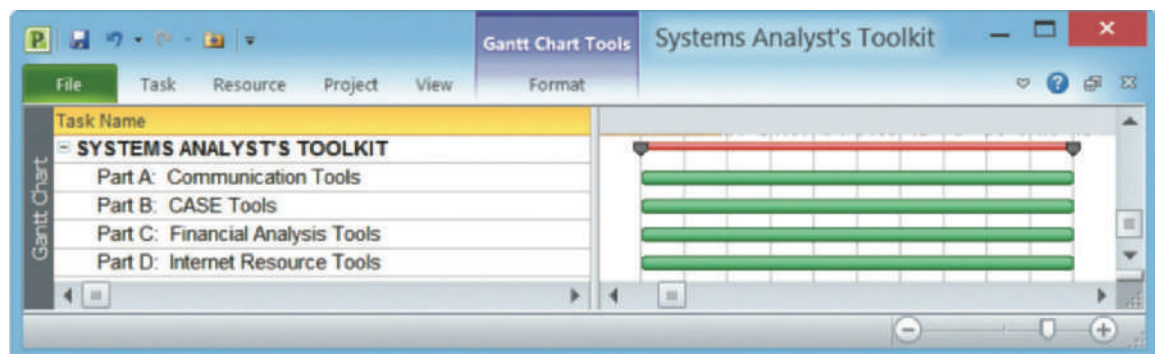 P
Gantt Chart Tools
Systems Analyst's Toolkit
File Task Resource Project View Format
Gantt Chart
Task Name
SYSTEMS ANALYST'S TOOLKIT
Part A: Communication Tools
Part B: CASE Tools
Part C: Financial Analysis Tools
Part D: Internet Resource Tools